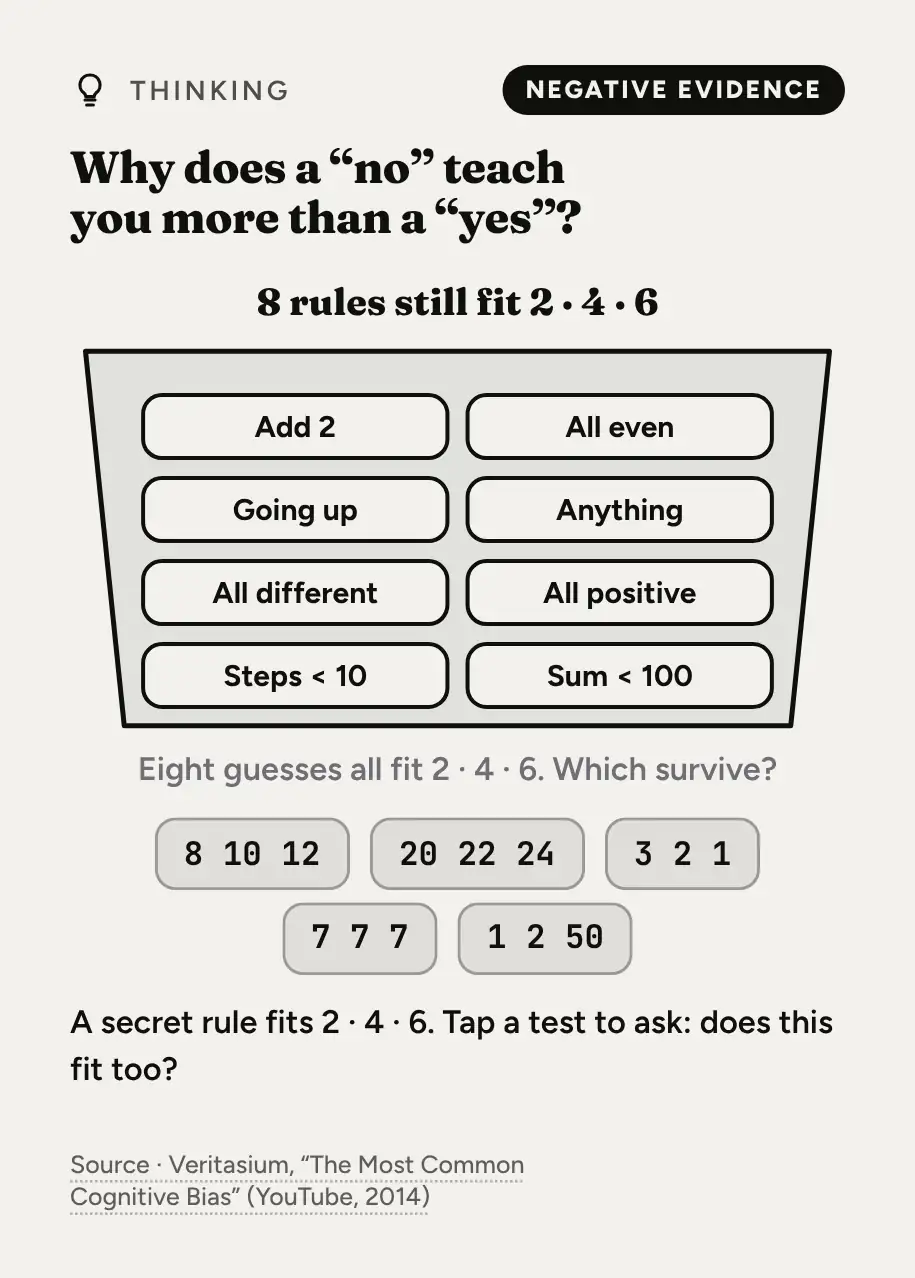 THINKING
NEGATIVE EVIDENCE
Why does a “no” teach
you more than a “yes”?
8 rules still fit 2 · 4 · 6
Add 2
All even
Going up
Anything
All different
All positive
Steps < 10
Sum < 100
Eight guesses all fit 2 · 4 · 6. Which survive?
8 10 12
20 22 24
3 2 1
7 7 7
1 2 50
A secret rule fits 2 · 4 · 6. Tap a test to ask: does this
fit too?
Source · Veritasium, “The Most Common
Cognitive Bias” (YouTube, 2014)